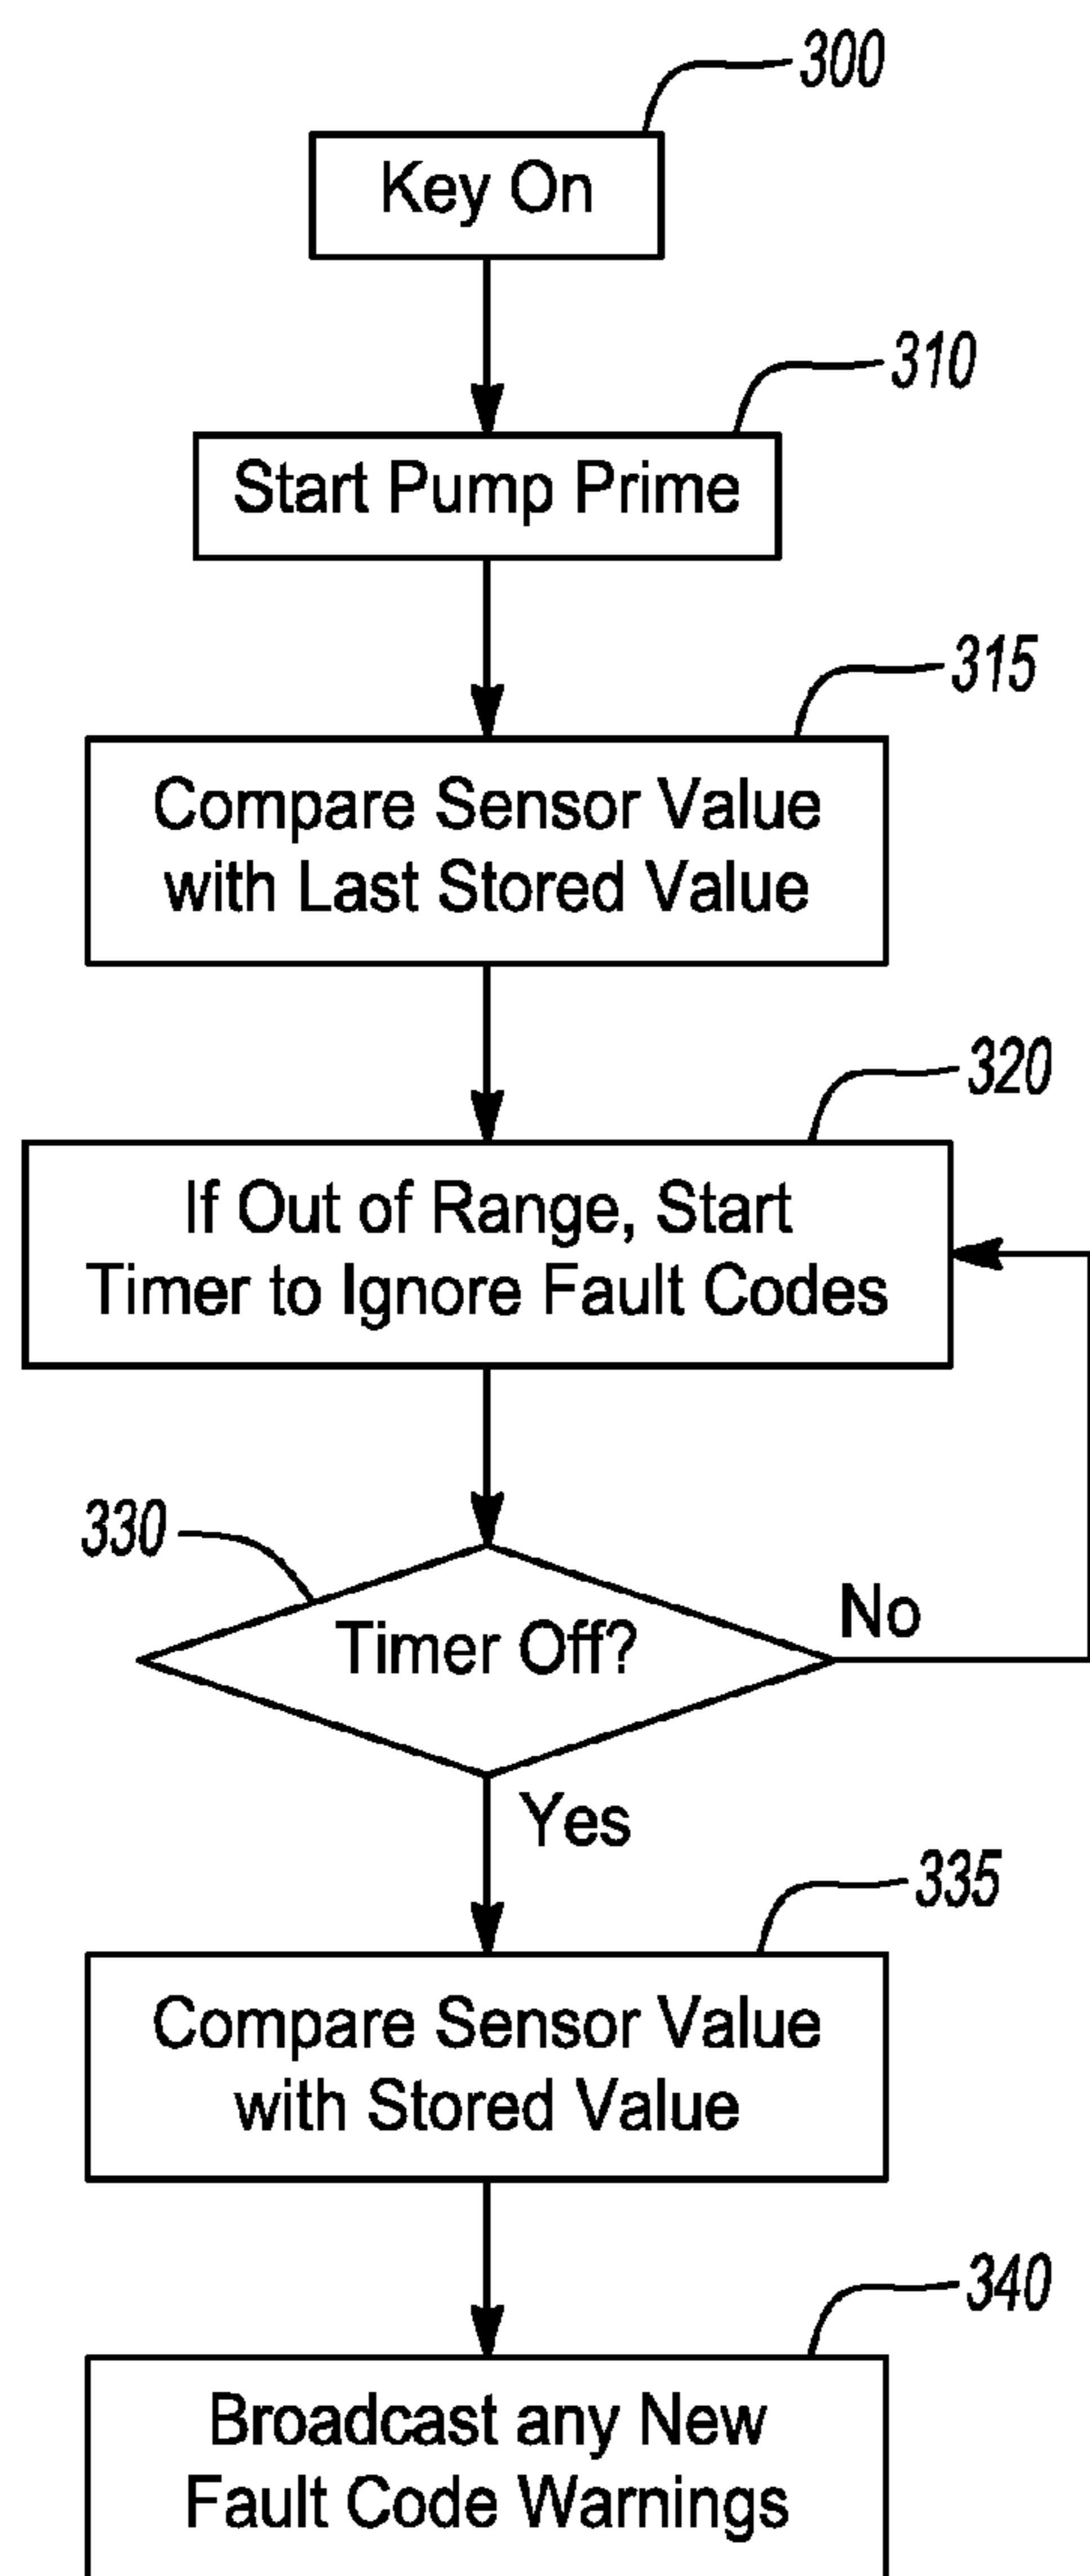 300
Key On
310
Start Pump Prime
315
Compare Sensor Value
with Last Stored Value
320
If Out of Range, Start
Timer to Ignore Fault Codes
330
Timer Off?
No
Yes
335
Compare Sensor Value
with Stored Value
340
Broadcast any New
Fault Code Warnings